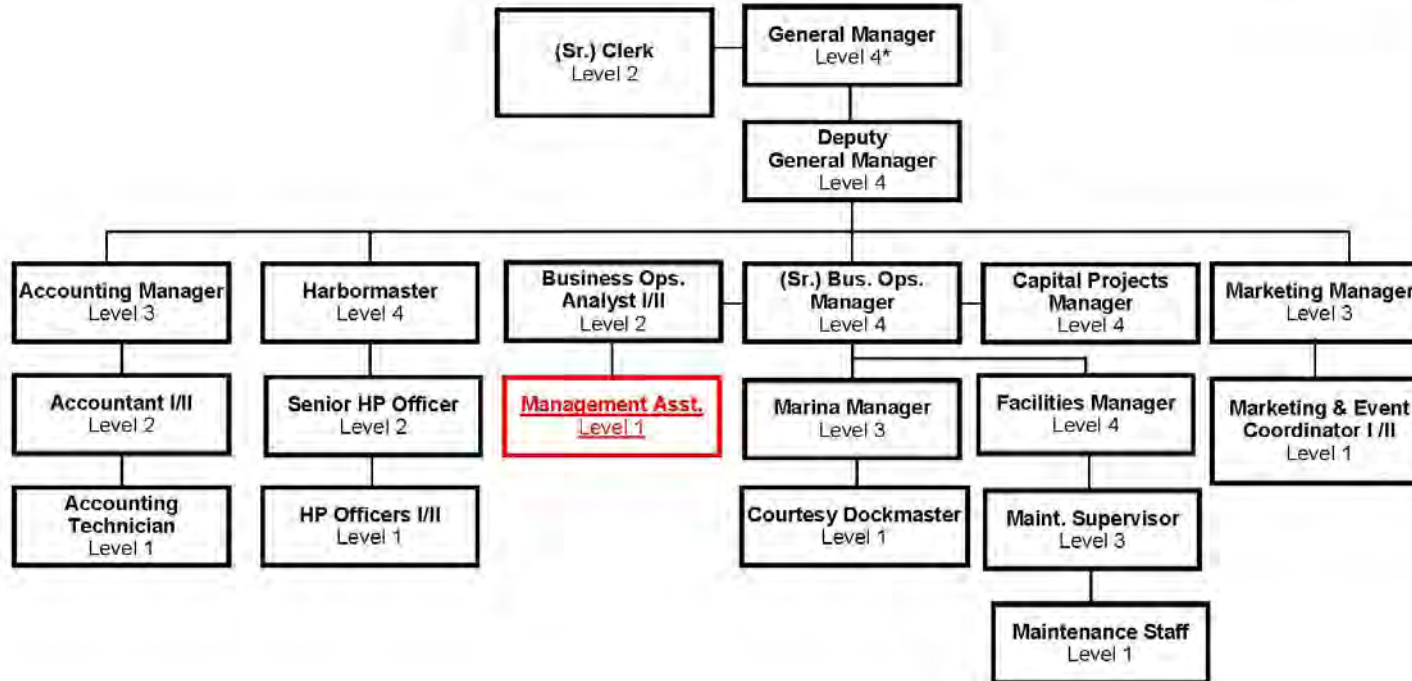 (Sr.) Clerk
Level 2
General Manager
Level 4*
Deputy
General Manager
Level 4
Accounting Manager
Level 3
Harbormaster
Level 4
Business Ops.
Analyst I/II
Level 2
(Sr.) Bus. Ops.
Manager
Level 4
Capital Projects
Manager
Level 4
Marketing Manager
Level 3
Accountant I/II
Level 2
Senior HP Officer
Level 2
Management Asst.
Level 1
Marina Manager
Level 3
Facilities Manager
Level 4
Marketing & Event
Coordinator I /II
Level 1
Accounting
Technician
Level 1
HP Officers I/II
Level 1
Courtesy Dockmaster
Level 1
Maint. Supervisor
Level 3
Maintenance Staff
Level 1